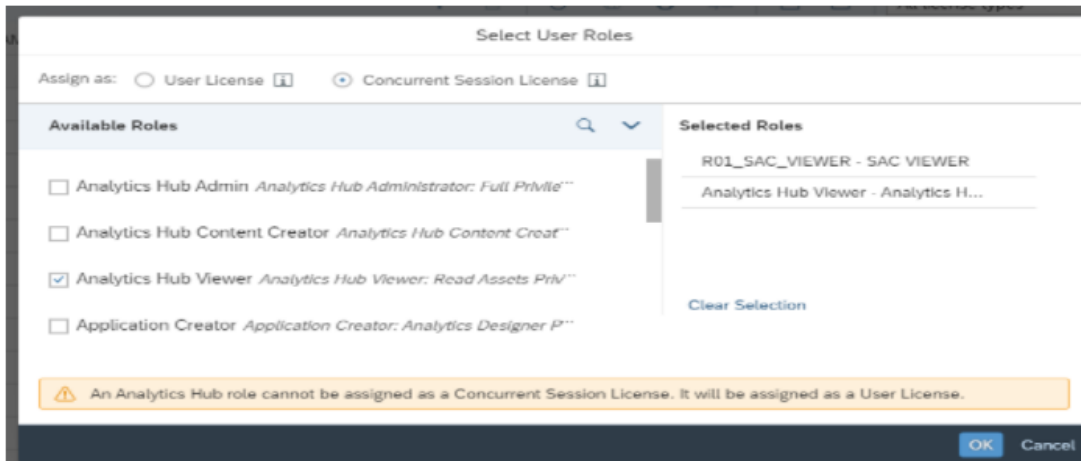 All license types
Select User Roles
Assign as: User License Concurrent Session License
Available Roles
Selected Roles
R01_SAC_VIEWER - SAC VIEWER
Analytics Hub Viewer - Analytics H...
Analytics Hub Admin Analytics Hub Administrator: Full Privile...
Analytics Hub Content Creator Analytics Hub Content Creat...
Analytics Hub Viewer Analytics Hub Viewer: Read Assets Priv...
Application Creator Application Creator: Analytics Designer P...
Clear Selection
An Analytics Hub role cannot be assigned as a Concurrent Session License. It will be assigned as a User License.
OK Cancel